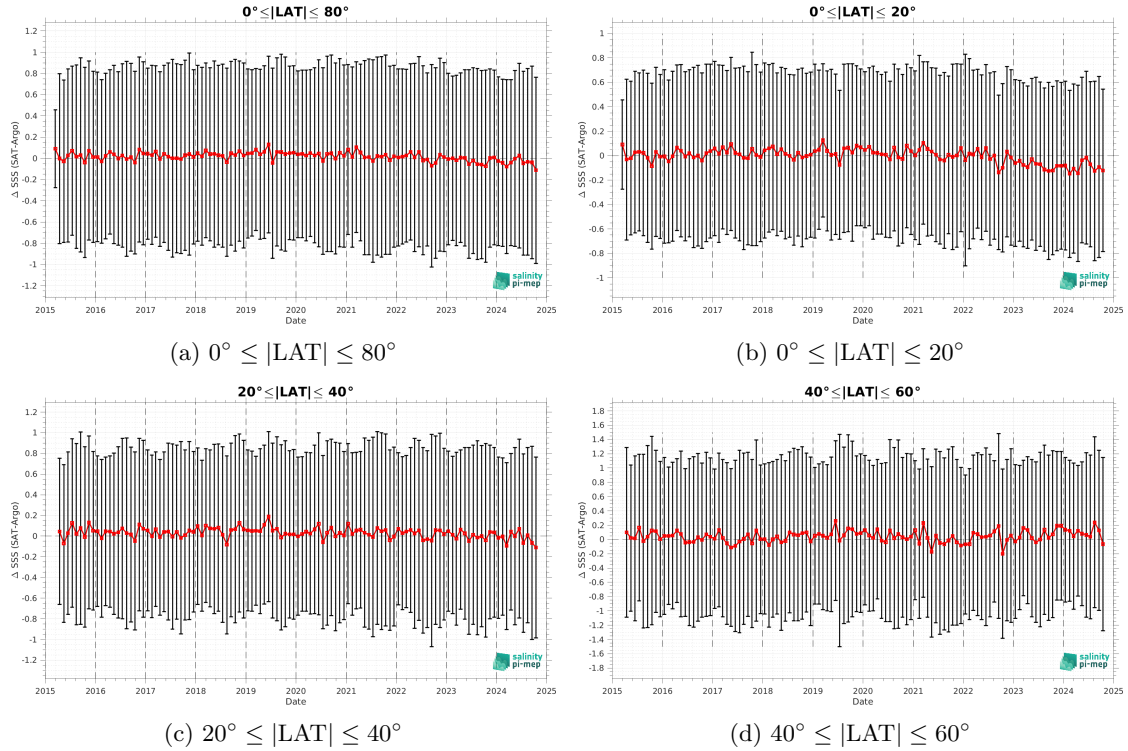 0°≤|LAT|≤ 80°
1.2
1
0.8
0.6
0.4
0.2
0
-0.2
-0.4
-0.6
-0.8
-1
-1.2
Δ SSS (SAT-Argo)
salinity
pi-mep
2015 2016 2017 2018 2019 2020 2021 2022 2023 2024 2025
Date
(a) 0° ≤ |LAT| ≤ 80°
0°≤|LAT|≤ 20°
1
0.8
0.6
0.4
0.2
0
-0.2
-0.4
-0.6
-0.8
-1
Δ SSS (SAT-Argo)
salinity
pi-mep
2015 2016 2017 2018 2019 2020 2021 2022 2023 2024 2025
Date
(b) 0° ≤ |LAT| ≤ 20°
20°≤|LAT|≤ 40°
1.2
1
0.8
0.6
0.4
0.2
0
-0.2
-0.4
-0.6
-0.8
-1
-1.2
Δ SSS (SAT-Argo)
salinity
pi-mep
2015 2016 2017 2018 2019 2020 2021 2022 2023 2024 2025
Date
(c) 20° ≤ |LAT| ≤ 40°
40°≤|LAT|≤ 60°
1.8
1.6
1.4
1.2
1
0.8
0.6
0.4
0.2
0
-0.2
-0.4
-0.6
-0.8
-1
-1.2
-1.4
-1.6
-1.8
Δ SSS (SAT-Argo)
salinity
pi-mep
2015 2016 2017 2018 2019 2020 2021 2022 2023 2024 2025
Date
(d) 40° ≤ |LAT| ≤ 60°